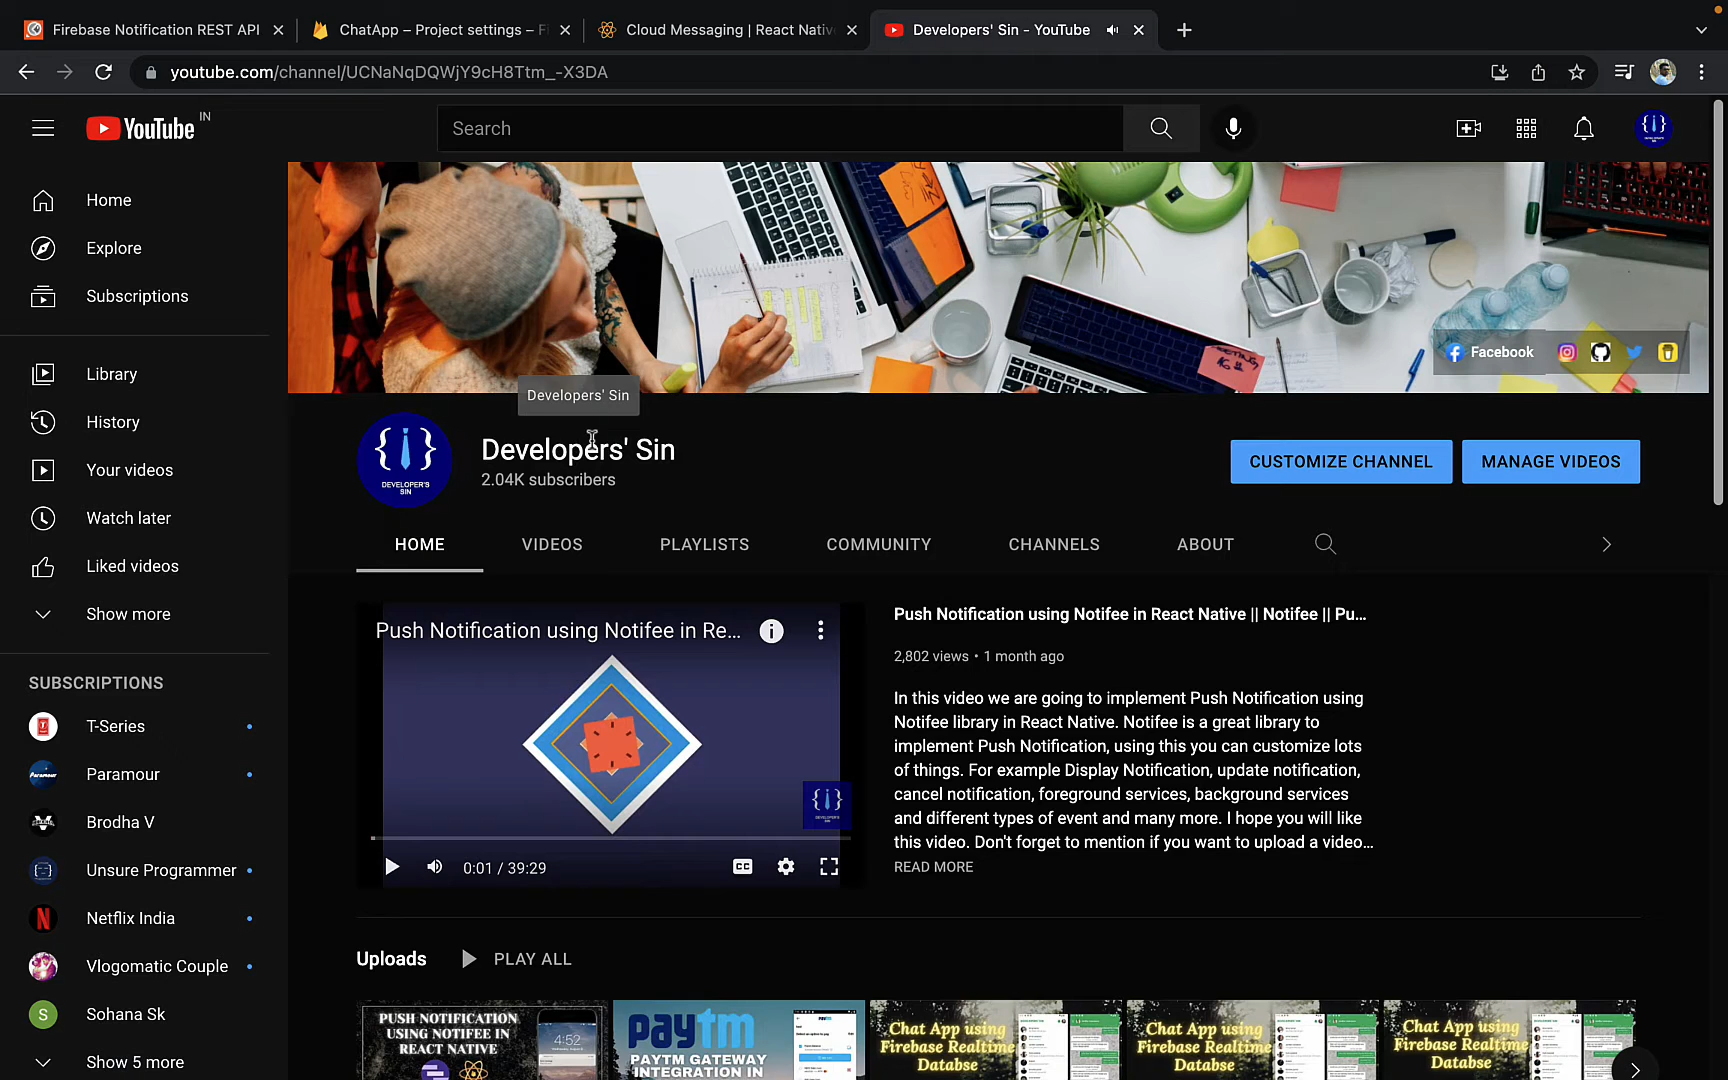 Firebase Notification REST API
ChatApp – Project settings – Fi
Cloud Messaging | React Native
Developers' Sin - YouTube
youtube.com/channel/UCNaNqDQWjY9cH8Ttm_-X3DA
YouTube IN
Search
Home
Explore
Subscriptions
Library
History
Your videos
Watch later
Liked videos
Show more
SUBSCRIPTIONS
T-Series
Paramour
Brodha V
Unsure Programmer
Netflix India
Vlogomatic Couple
S Sohana Sk
Show 5 more
Facebook
Developers' Sin
DEVELOPER'S
SIN
Developers' Sin
2.04K subscribers
CUSTOMIZE CHANNEL
MANAGE VIDEOS
HOME VIDEOS PLAYLISTS COMMUNITY CHANNELS ABOUT
Push Notification using Notifee in Re...
0:01 / 39:29
CC
Push Notification using Notifee in React Native || Notifee || Pu...
2,802 views • 1 month ago
In this video we are going to implement Push Notification using
Notifee library in React Native. Notifee is a great library to
implement Push Notification, using this you can customize lots
of things. For example Display Notification, update notification,
cancel notification, foreground services, background services
and different types of event and many more. I hope you will like
this video. Don't forget to mention if you want to upload a video...
READ MORE
Uploads PLAY ALL
PUSH NOTIFICATION
USING NOTIFEE IN
REACT NATIVE
4:52
paytm
PAYTM GATEWAY
INTEGRATION IN
Chat App using
Firebase Realtime
Databse
Chat App using
Firebase Realtime
Databse
Chat App using
Firebase Realtime
Databse